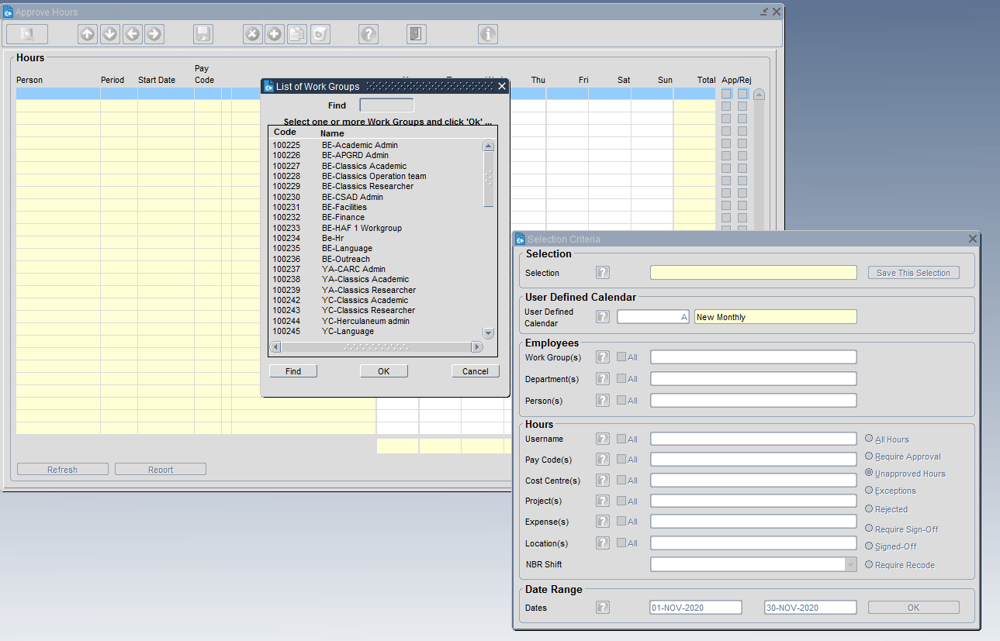 Approve Hours
Hours
Person Period Start Date Pay Code Thu Fri Sat Sun Total App/Rej
List of Work Groups
Find
Select one or more Work Groups and click 'Ok' ...
Code Name
100225 BE-Academic Admin
100226 BE-APGRD Admin
100227 BE-Classics Academic
100228 BE-Classics Operation team
100229 BE-Classics Researcher
100230 BE-CSAD Admin
100231 BE-Facilities
100232 BE-Finance
100233 BE-HAF 1 Workgroup
100234 Be-Hr
100235 BE-Language
100236 BE-Outreach
100237 YA-CARC Admin
100238 YA-Classics Academic
100239 YA-Classics Researcher
100242 YC-Classics Academic
100243 YC-Classics Researcher
100244 YC-Herculaneum admin
100245 YC-Language
Find OK Cancel
Refresh Report
Selection Criteria
Selection
Selection ? Save This Selection
User Defined Calendar
User Defined Calendar ? A New Monthly
Employees
Work Group(s) ? All
Department(s) ? All
Person(s) ? All
Hours
Username ? All All Hours
Pay Code(s) ? All Require Approval
Cost Centre(s) ? All Unapproved Hours
Project(s) ? All Exceptions
Expense(s) ? All Rejected
Location(s) ? All Require Sign-Off
Signed-Off
NBR Shift Require Recode
Date Range
Dates ? 01-NOV-2020 30-NOV-2020 OK